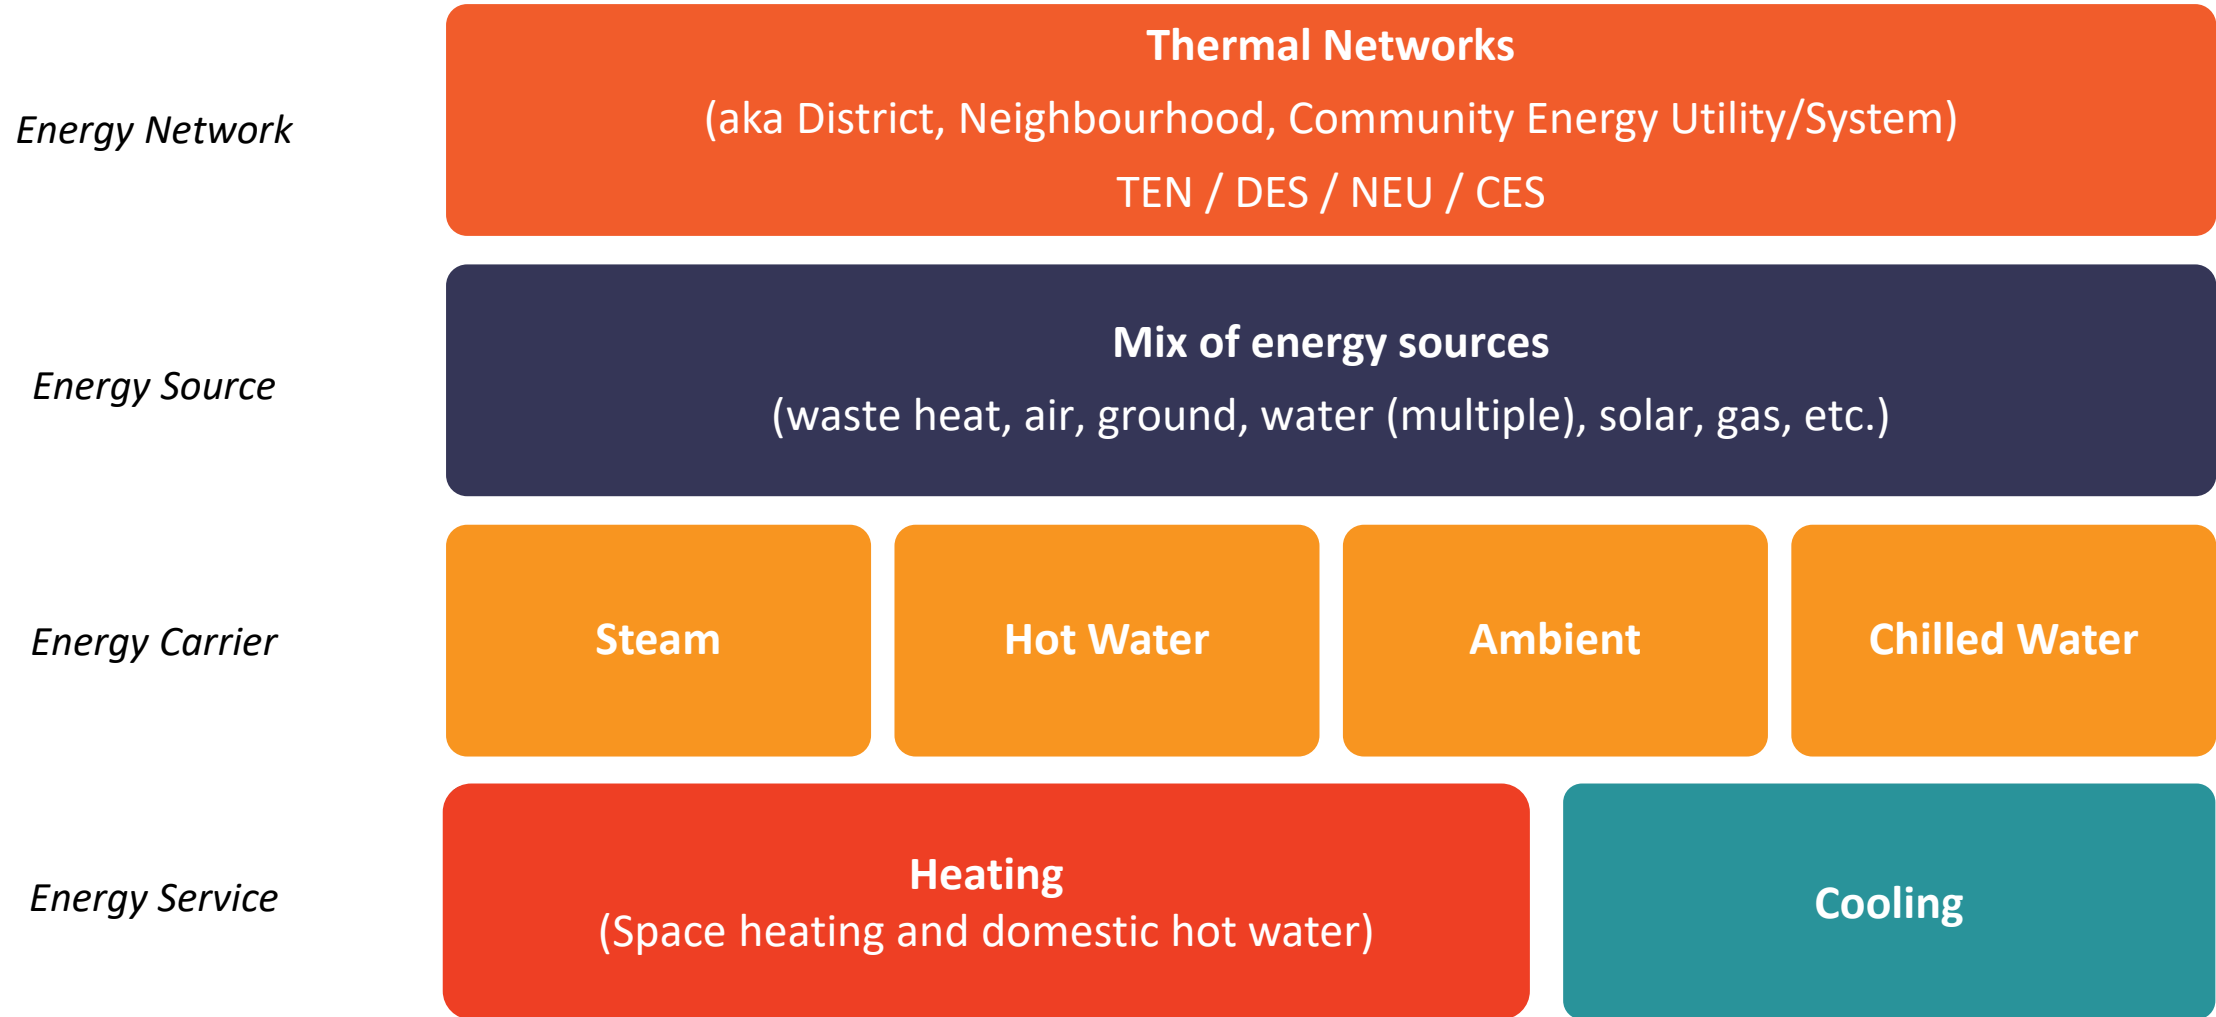 Energy Network
Thermal Networks
(aka District, Neighbourhood, Community Energy Utility/System)
TEN / DES / NEU / CES
Energy Source
Mix of energy sources
(waste heat, air, ground, water (multiple), solar, gas, etc.)
Energy Carrier
Steam
Hot Water
Ambient
Chilled Water
Energy Service
Heating
(Space heating and domestic hot water)
Cooling